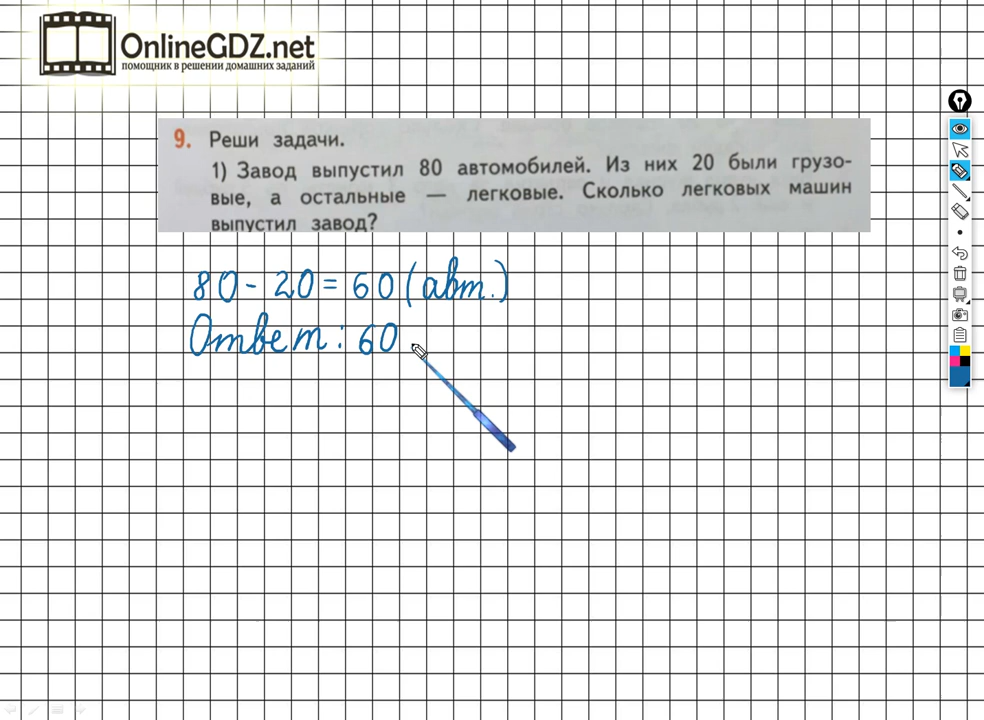 OnlineGDZ.net
помощник в решении домашних заданий
9. Реши задачи.
1) Завод выпустил 80 автомобилей. Из них 20 были грузо-
вые, а остальные — легковые. Сколько легковых машин
выпустил завод?
80 - 20 = 60 (авт.)
Ответ: 60